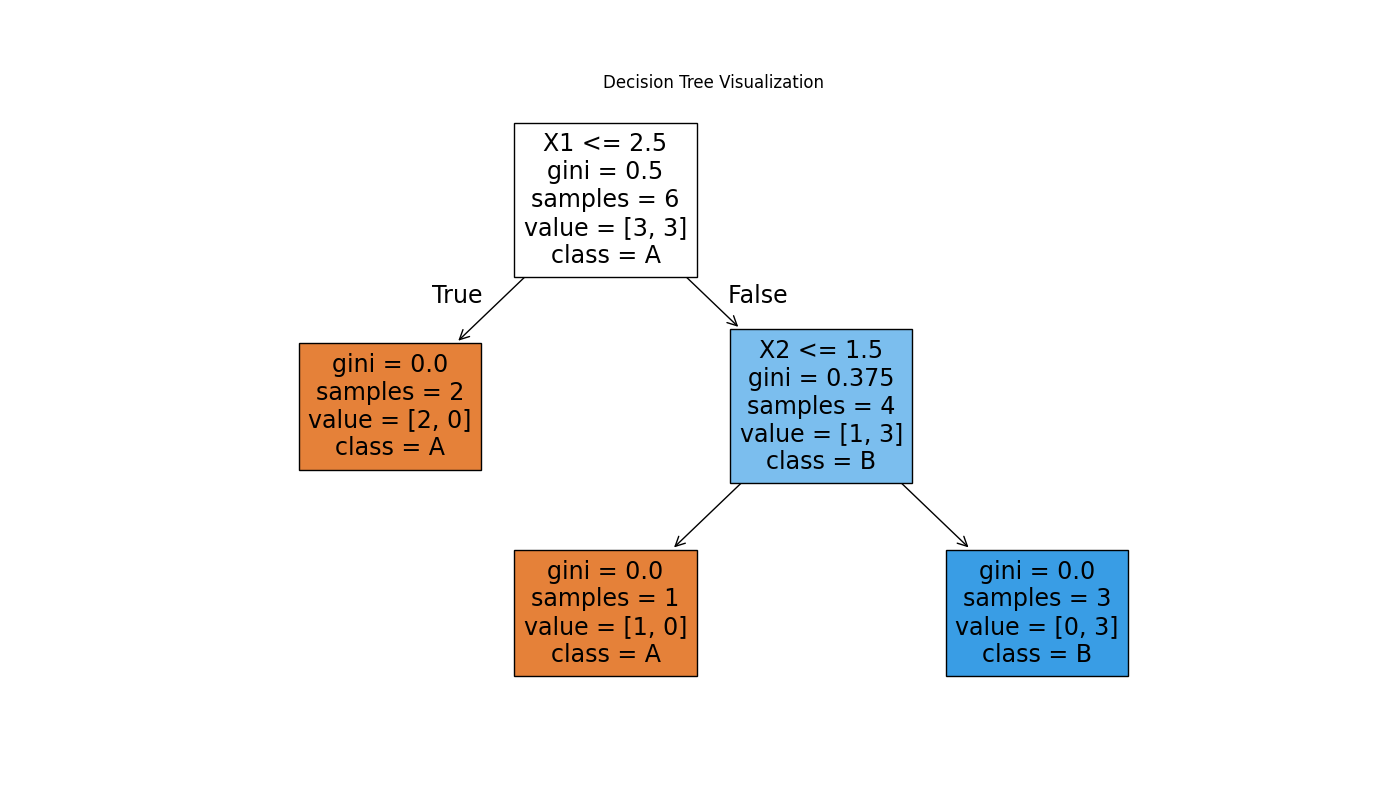 Decision Tree Visualization
X1 <= 2.5
gini = 0.5
samples = 6
value = [3, 3]
class = A
True
False
gini = 0.0
samples = 2
value = [2, 0]
class = A
X2 <= 1.5
gini = 0.375
samples = 4
value = [1, 3]
class = B
gini = 0.0
samples = 1
value = [1, 0]
class = A
gini = 0.0
samples = 3
value = [0, 3]
class = B